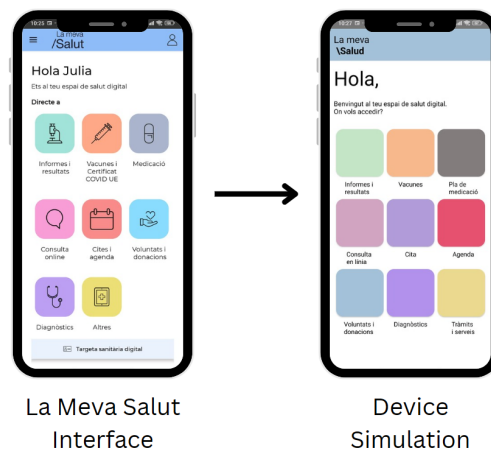 10:25
La meva
/Salut
Hola Julia
Ets al teu espai de salut digital
Directe a
Informes i
resultats
Vacunes i
Certificat
COVID UE
Medicació
Consulta
online
Cites i
agenda
Voluntats i
donacions
Diagnòstics
Altres
Targeta sanitària digital
La Meva Salut
Interface
10:27
La meva
\Salud
Hola,
Benvingut al teu espai de salut digital.
On vols accedir?
Informes i
resultats
Vacunes
Pla de
medicació
Consulta
en línia
Cita
Agenda
Voluntats i
donacions
Diagnòstics
Tràmits
i serveis
Device
Simulation